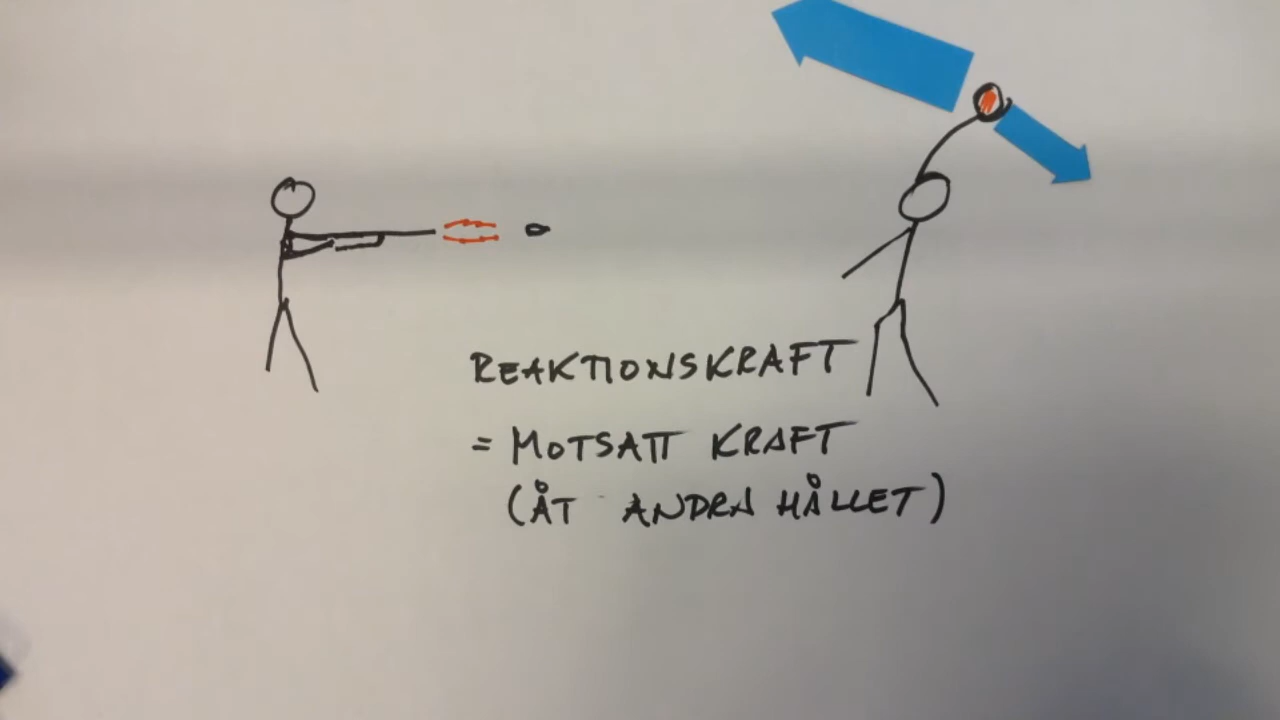 REAKTIONSKRAFT
= MOTSATT KRAFT
(ÅT ANDRA HÅLLET)